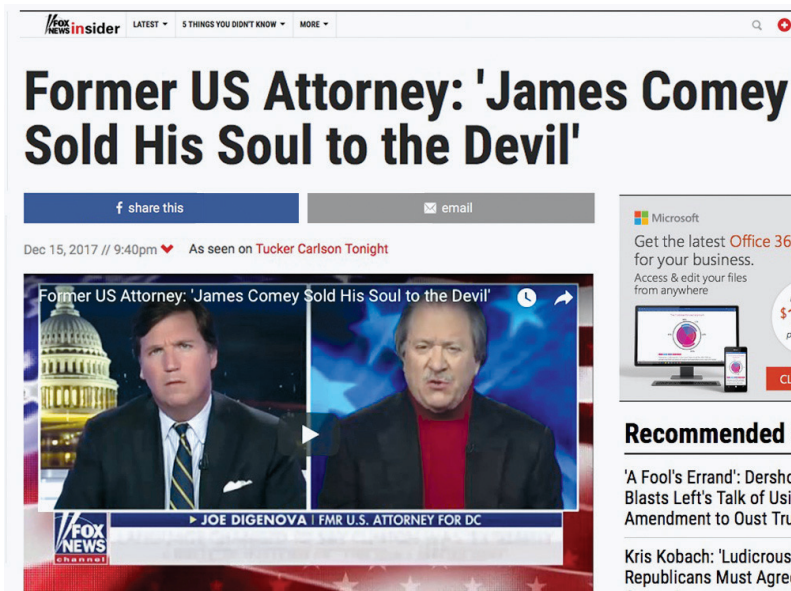 FOX
NEWS insider
LATEST
5 THINGS YOU DIDN'T KNOW
MORE
Former US Attorney: 'James Comey
Sold His Soul to the Devil'
f share this
email
Dec 15, 2017 // 9:40pm
As seen on Tucker Carlson Tonight
Former US Attorney: 'James Comey Sold His Soul to the Devil'
JOE DIGENOVA | FMR U.S. ATTORNEY FOR DC
FOX
NEWS
channel
Microsoft
Get the latest Office 36
for your business.
Access & edit your files
from anywhere
$1
CL
Recommended
'A Fool's Errand': Dersho
Blasts Left's Talk of Usi
Amendment to Oust Tru
Kris Kobach: 'Ludicrous
Republicans Must Agree